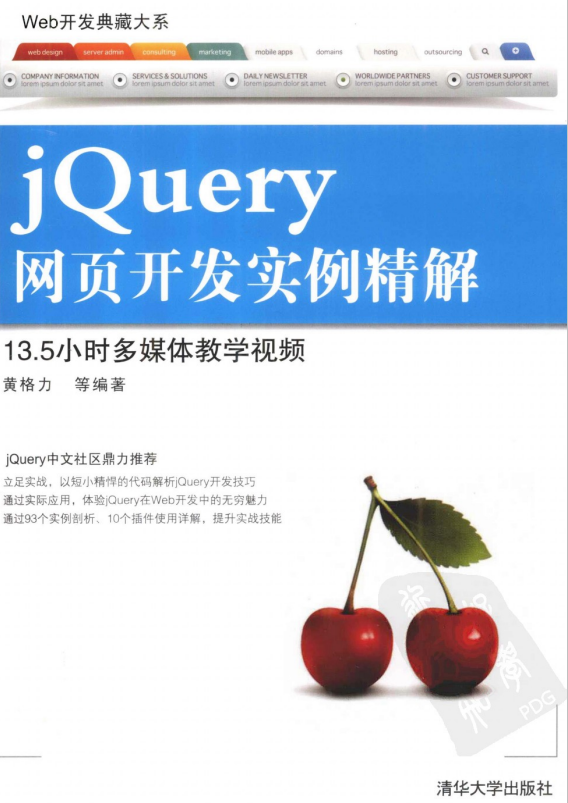 Web开发典藏大系
web design server admin consulting marketing mobile apps domains hosting outsourcing
COMPANY INFORMATION SERVICES & SOLUTIONS DAILY NEWSLETTER WORLDWIDE PARTNERS CUSTOMER SUPPORT
lorem ipsum dolor sit amet lorem ipsum dolor sit amet lorem ipsum dolor sit amet lorem ipsum dolor sit amet lorem ipsum dolor sit amet
jQuery
网页开发实例精解
13.5小时多媒体教学视频
黄格力 等编著
jQuery中文社区鼎力推荐
立足实战，以短小精悍的代码解析jQuery开发技巧
通过实际应用，体验jQuery在Web开发中的无穷魅力
通过93个实例剖析、10个插件使用详解，提升实战技能
PDG
清华大学出版社